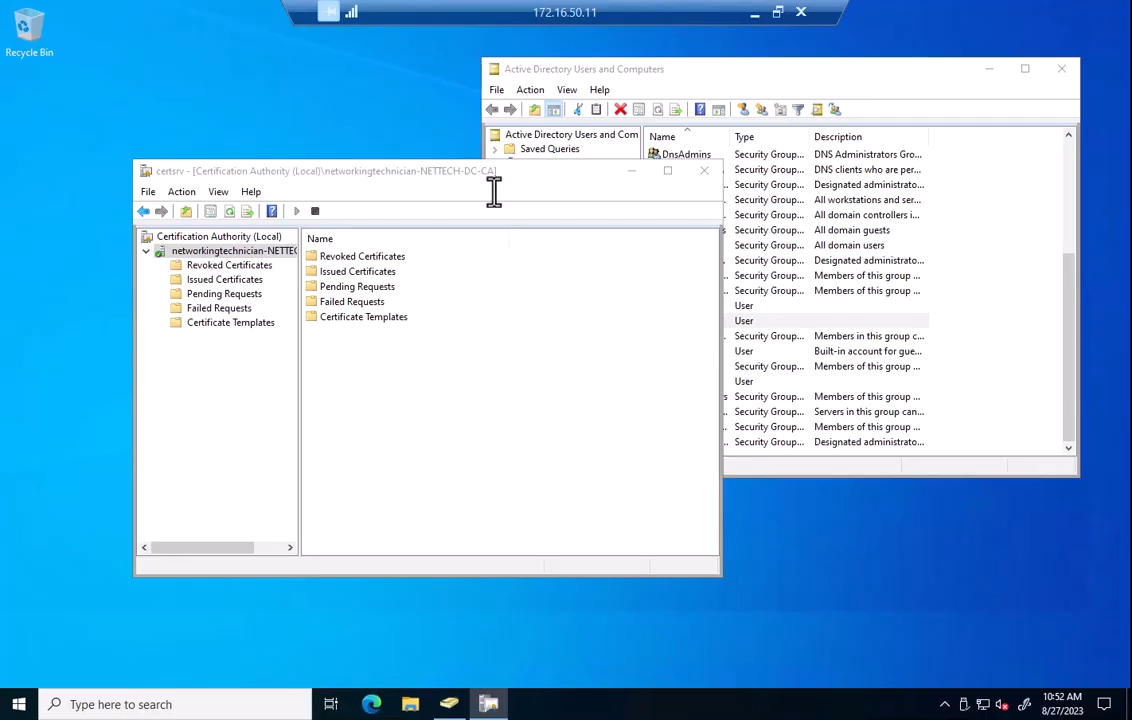 172.16.50.11
Recycle Bin
Active Directory Users and Computers
File Action View Help
Active Directory Users and Com
Saved Queries
Name Type Description
DnsAdmins Security Group... DNS Administrators Gro...
Security Group... DNS clients who are per...
Security Group... Designated administrato...
Security Group... All workstations and ser...
Security Group... All domain controllers i...
Security Group... All domain guests
Security Group... All domain users
Security Group... Designated administrato...
Security Group... Members of this group ...
Security Group... Members of this group ...
User
User
Security Group... Members in this group c...
User Built-in account for gue...
Security Group... Members of this group ...
User
Security Group... Members of this group ...
Security Group... Servers in this group can...
Security Group... Members of this group ...
Security Group... Designated administrato...
certsrv - [Certification Authority (Local)\networkingtechnician-NETTECH-DC-CA]
File Action View Help
Certification Authority (Local)
networkingtechnician-NETTEC
Revoked Certificates
Issued Certificates
Pending Requests
Failed Requests
Certificate Templates
Name
Revoked Certificates
Issued Certificates
Pending Requests
Failed Requests
Certificate Templates
Type here to search
10:52 AM
8/27/2023